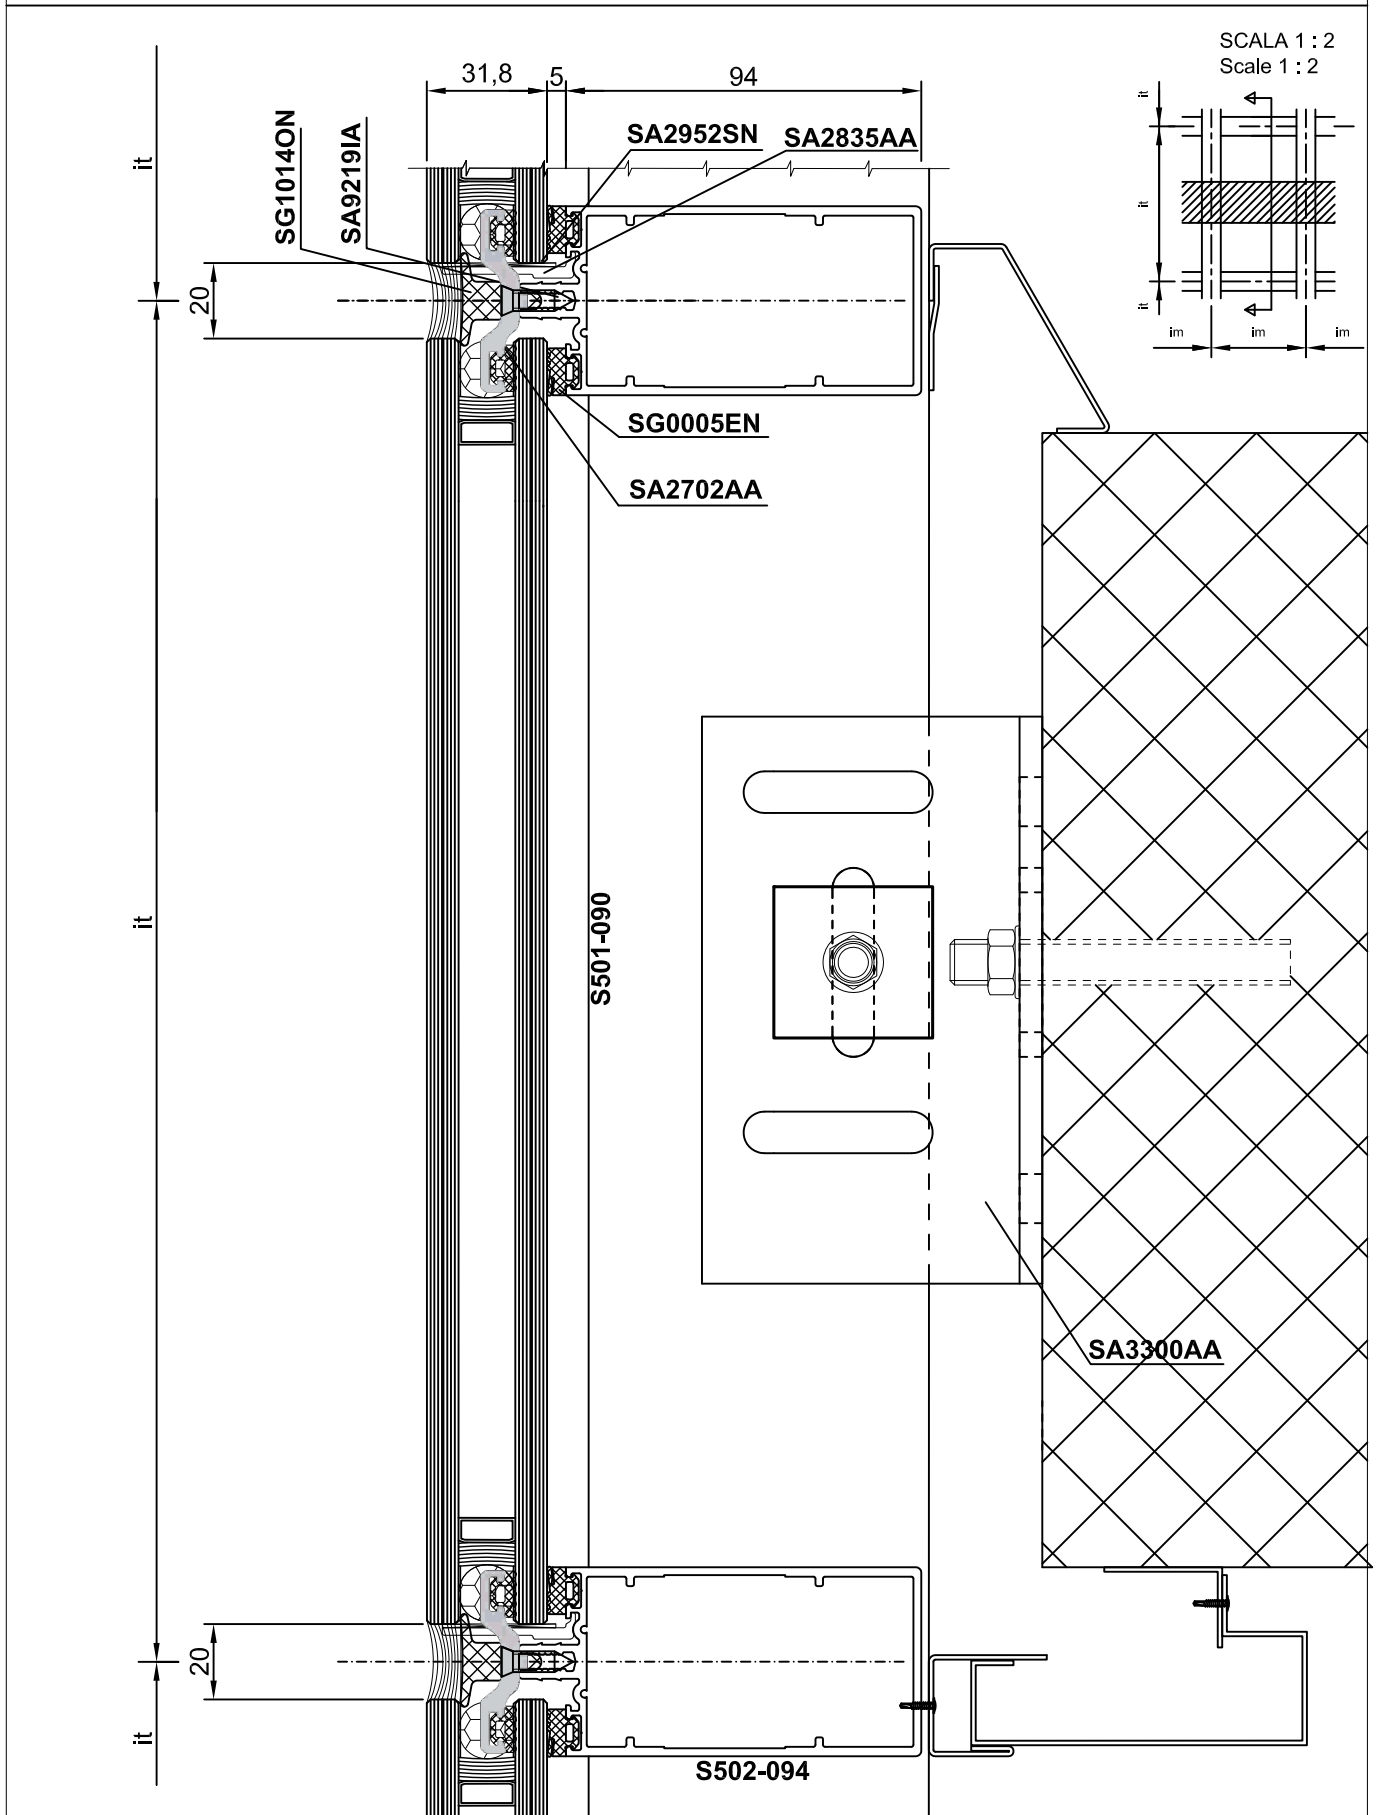 SCALA 1 : 2
Scale 1 : 2
31,8
5
94
SG1014ON
SA9219IA
SA2952SN
SA2835AA
it
it
it
it
im
im
im
20
SG0005EN
SA2702AA
it
S501-090
SA3300AA
20
it
S502-094